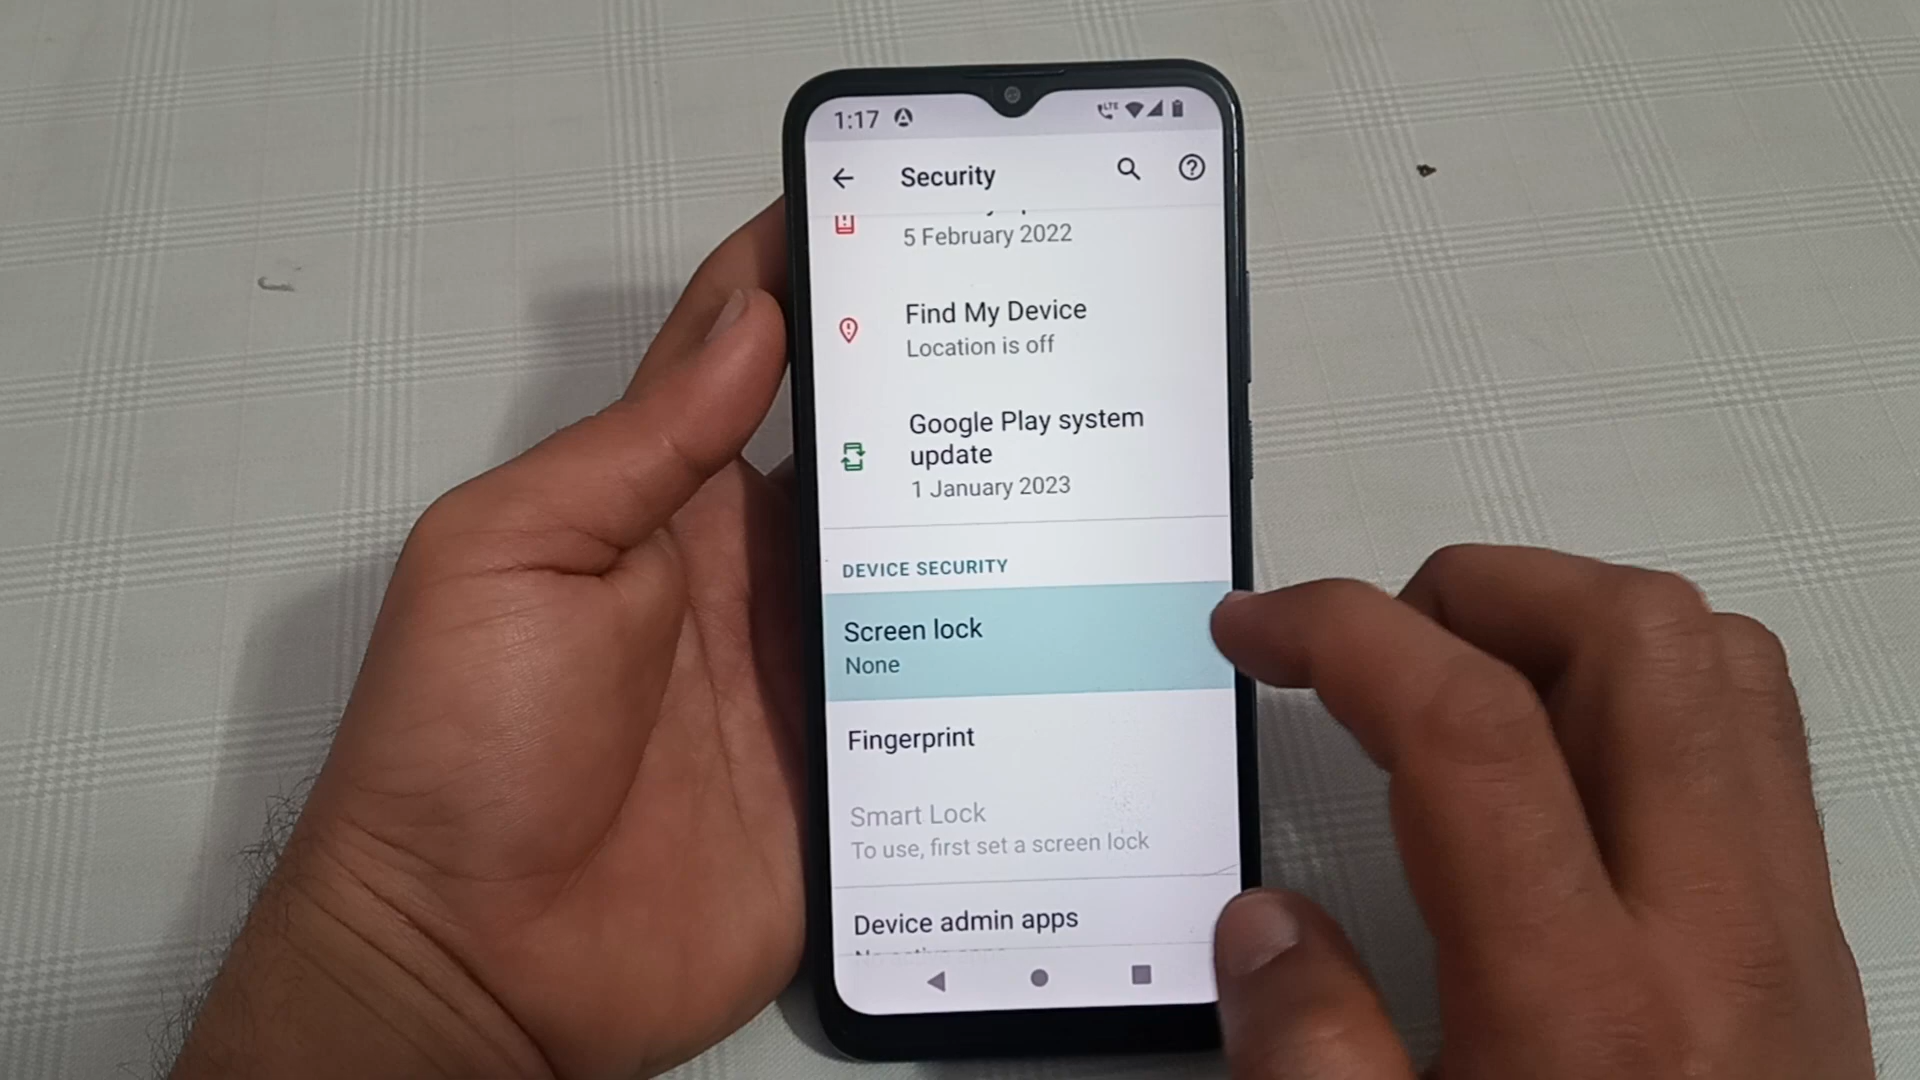 1:17
LTE
Security
5 February 2022
Find My Device
Location is off
Google Play system
update
1 January 2023
DEVICE SECURITY
Screen lock
None
Fingerprint
Smart Lock
To use, first set a screen lock
Device admin apps